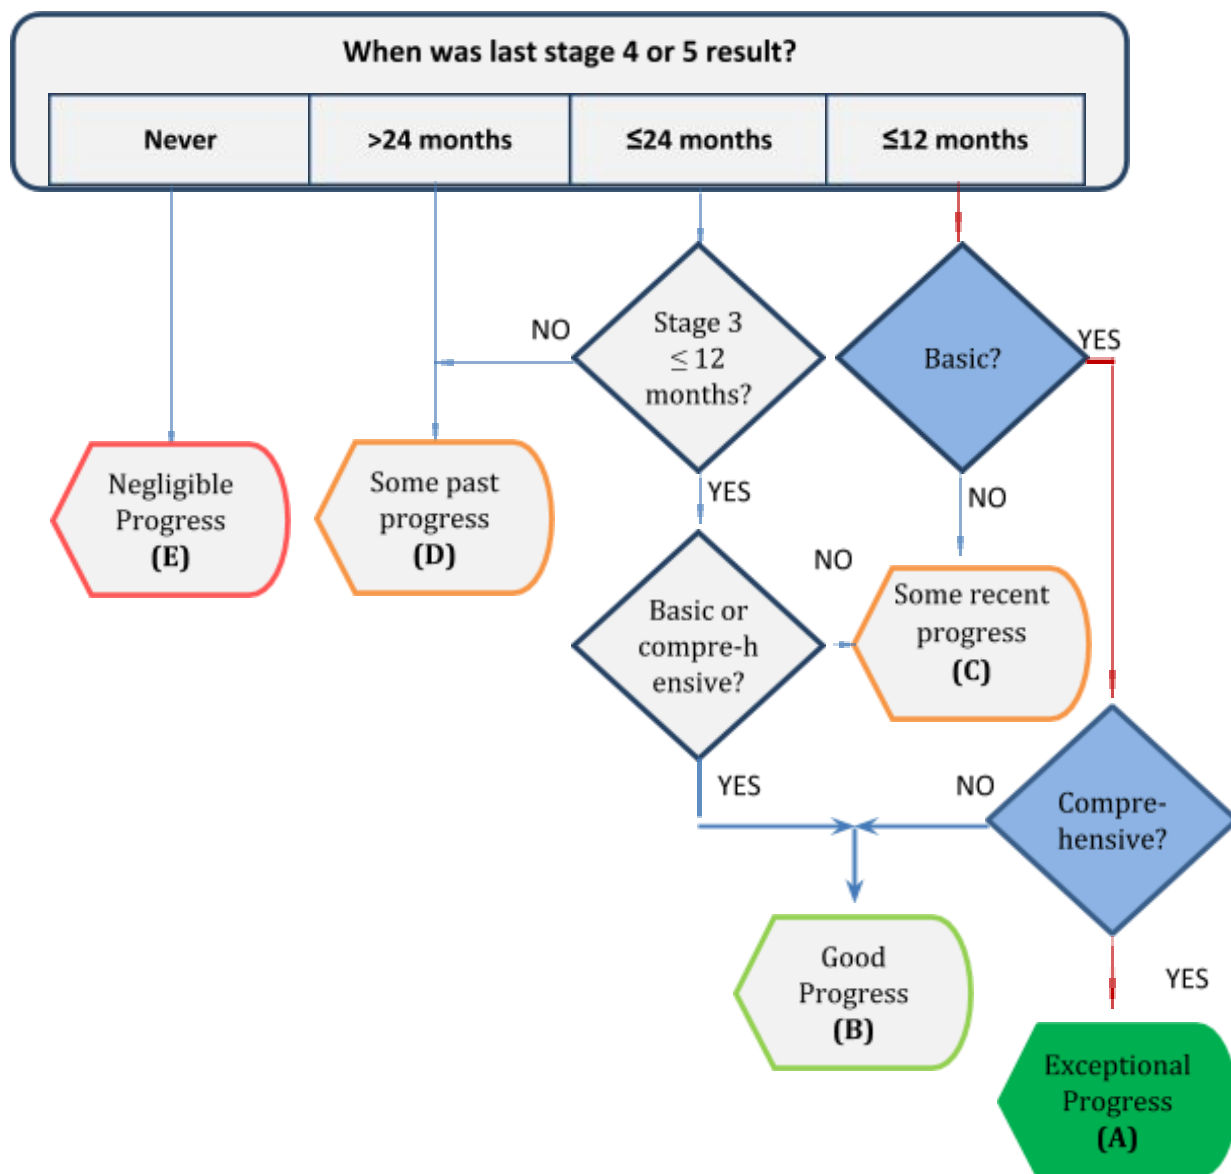 When was last stage 4 or 5 result?
Never
>24 months
≤24 months
≤12 months
NO
Stage 3
≤ 12
months?
Basic?
YES
Negligible
Progress
(E)
Some past
progress
(D)
YES
NO
Basic or
compre-h
ensive?
NO
Some recent
progress
(C)
YES
NO
Compre-
hensive?
Good
Progress
(B)
YES
Exceptional
Progress
(A)